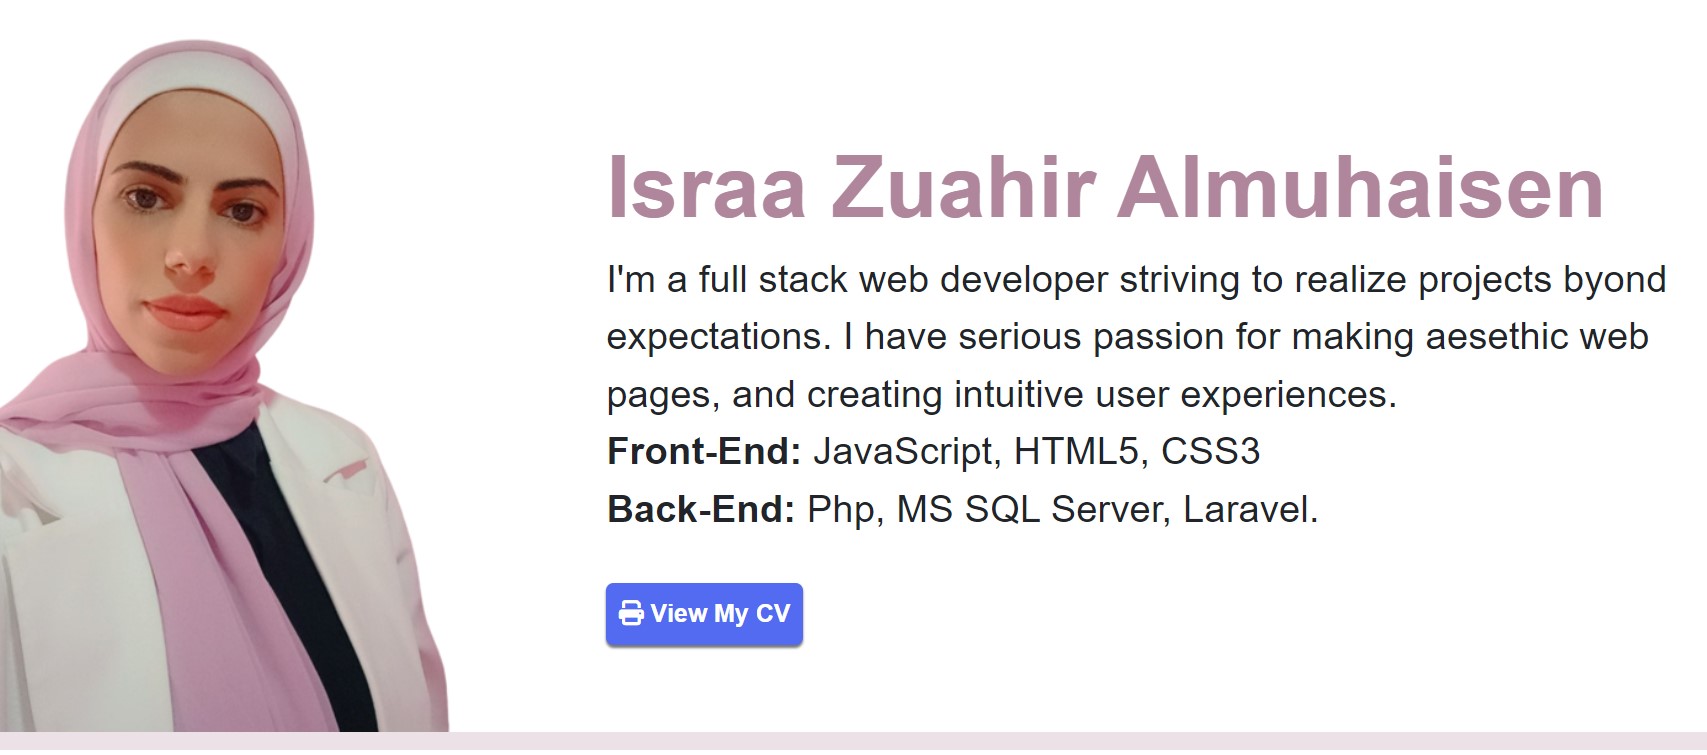 Israa Zuahir Almuhaisen
I'm a full stack web developer striving to realize projects byond
expectations. I have serious passion for making aesethic web
pages, and creating intuitive user experiences.
Front-End: JavaScript, HTML5, CSS3
Back-End: Php, MS SQL Server, Laravel.
View My CV